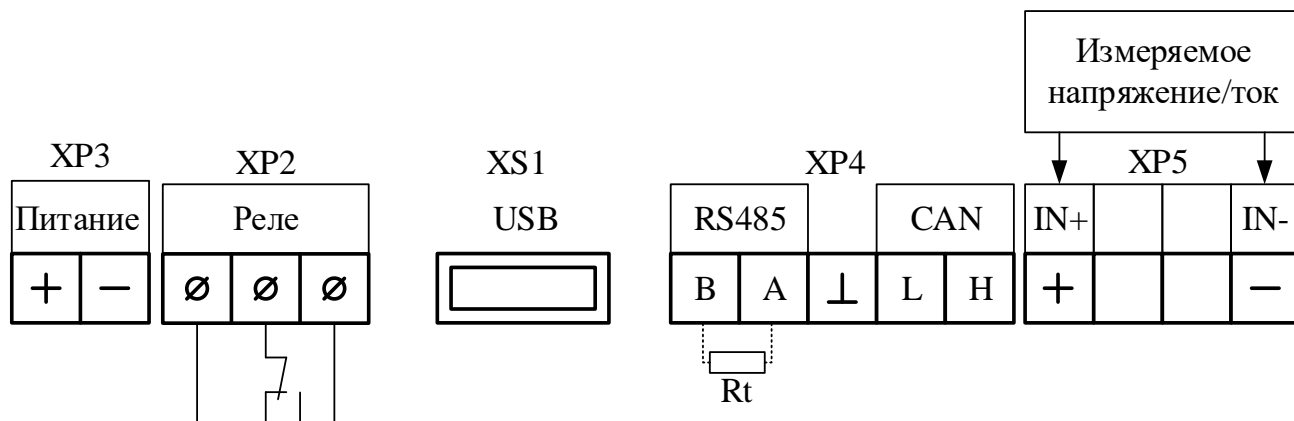 Измеряемое
напряжение/ток
XP3
XP2
XS1
XP4
XP5
Питание
Реле
USB
RS485
CAN
IN+
IN-
+ − Ø Ø Ø B A ⊥ L H + −
Rt